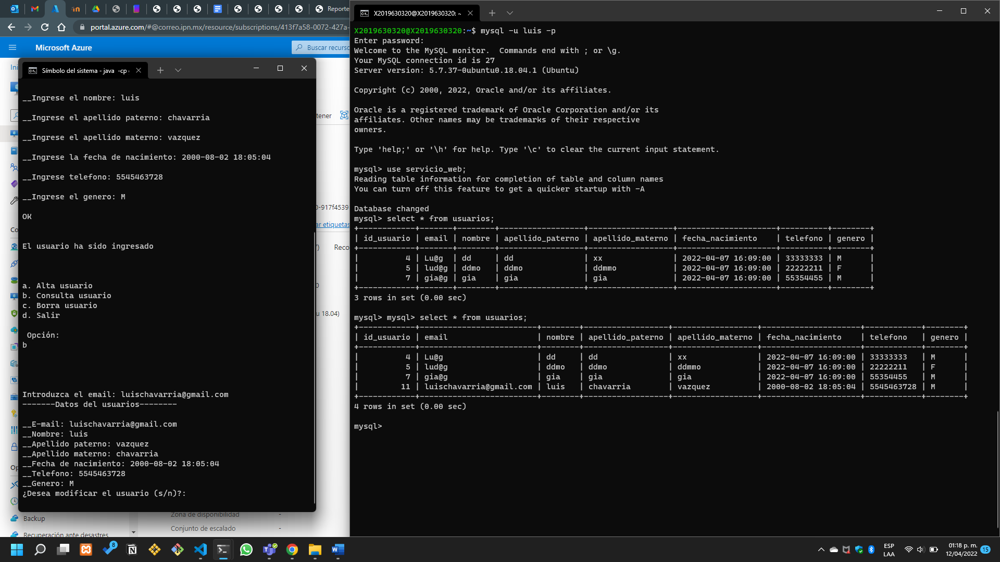 Reporte
portal.azure.com/#@correo.ipn.mx/resource/subscriptions/413f7a58-0072-427a-
Microsoft Azure
Buscar recurso
Ini
tener
0-917f4539
ar etiquetas
Co
Reco
u 18.04)
Op
Backup
Recuperación ante desastres
Zona de disponibilidad -
Conjunto de escalado -
Símbolo del sistema - java -cp
__Ingrese el nombre: luis
__Ingrese el apellido paterno: chavarria
__Ingrese el apellido materno: vazquez
__Ingrese la fecha de nacimiento: 2000-08-02 18:05:04
__Ingrese telefono: 5545463728
__Ingrese el genero: M
OK
El usuario ha sido ingresado
a. Alta usuario
b. Consulta usuario
c. Borra usuario
d. Salir
Opción:
b
Introduzca el email: luischavarria@gmail.com
-------Datos del usuarios--------
__E-mail: luischavarria@gmail.com
__Nombre: luis
__Apellido paterno: vazquez
__Apellido materno: chavarria
__Fecha de nacimiento: 2000-08-02 18:05:04
__Telefono: 5545463728
__Genero: M
¿Desea modificar el usuario (s/n)?:
X2019630320@X2019630320: ~
X2019630320@X2019630320:~$ mysql -u luis -p
Enter password:
Welcome to the MySQL monitor.  Commands end with ; or \g.
Your MySQL connection id is 27
Server version: 5.7.37-0ubuntu0.18.04.1 (Ubuntu)
Copyright (c) 2000, 2022, Oracle and/or its affiliates.
Oracle is a registered trademark of Oracle Corporation and/or its
affiliates. Other names may be trademarks of their respective
owners.
Type 'help;' or '\h' for help. Type '\c' to clear the current input statement.
mysql> use servicio_web;
Reading table information for completion of table and column names
You can turn off this feature to get a quicker startup with -A
Database changed
mysql> select * from usuarios;
| id_usuario | email | nombre | apellido_paterno | apellido_materno | fecha_nacimiento | telefono | genero |
| 4 | Lu@g | dd | dd | xx | 2022-04-07 16:09:00 | 33333333 | M |
| 5 | lud@g | ddmo | ddmo | ddmmo | 2022-04-07 16:09:00 | 22222211 | F |
| 7 | gia@g | gia | gia | gia | 2022-04-07 16:09:00 | 55354455 | M |
3 rows in set (0.00 sec)
mysql> mysql> select * from usuarios;
| id_usuario | email | nombre | apellido_paterno | apellido_materno | fecha_nacimiento | telefono | genero |
| 4 | Lu@g | dd | dd | xx | 2022-04-07 16:09:00 | 33333333 | M |
| 5 | lud@g | ddmo | ddmo | ddmmo | 2022-04-07 16:09:00 | 22222211 | F |
| 7 | gia@g | gia | gia | gia | 2022-04-07 16:09:00 | 55354455 | M |
| 11 | luischavarria@gmail.com | luis | chavarria | vazquez | 2000-08-02 18:05:04 | 5545463728 | M |
4 rows in set (0.00 sec)
mysql>
8
ESP
LAA
01:18 p. m.
12/04/2022
15